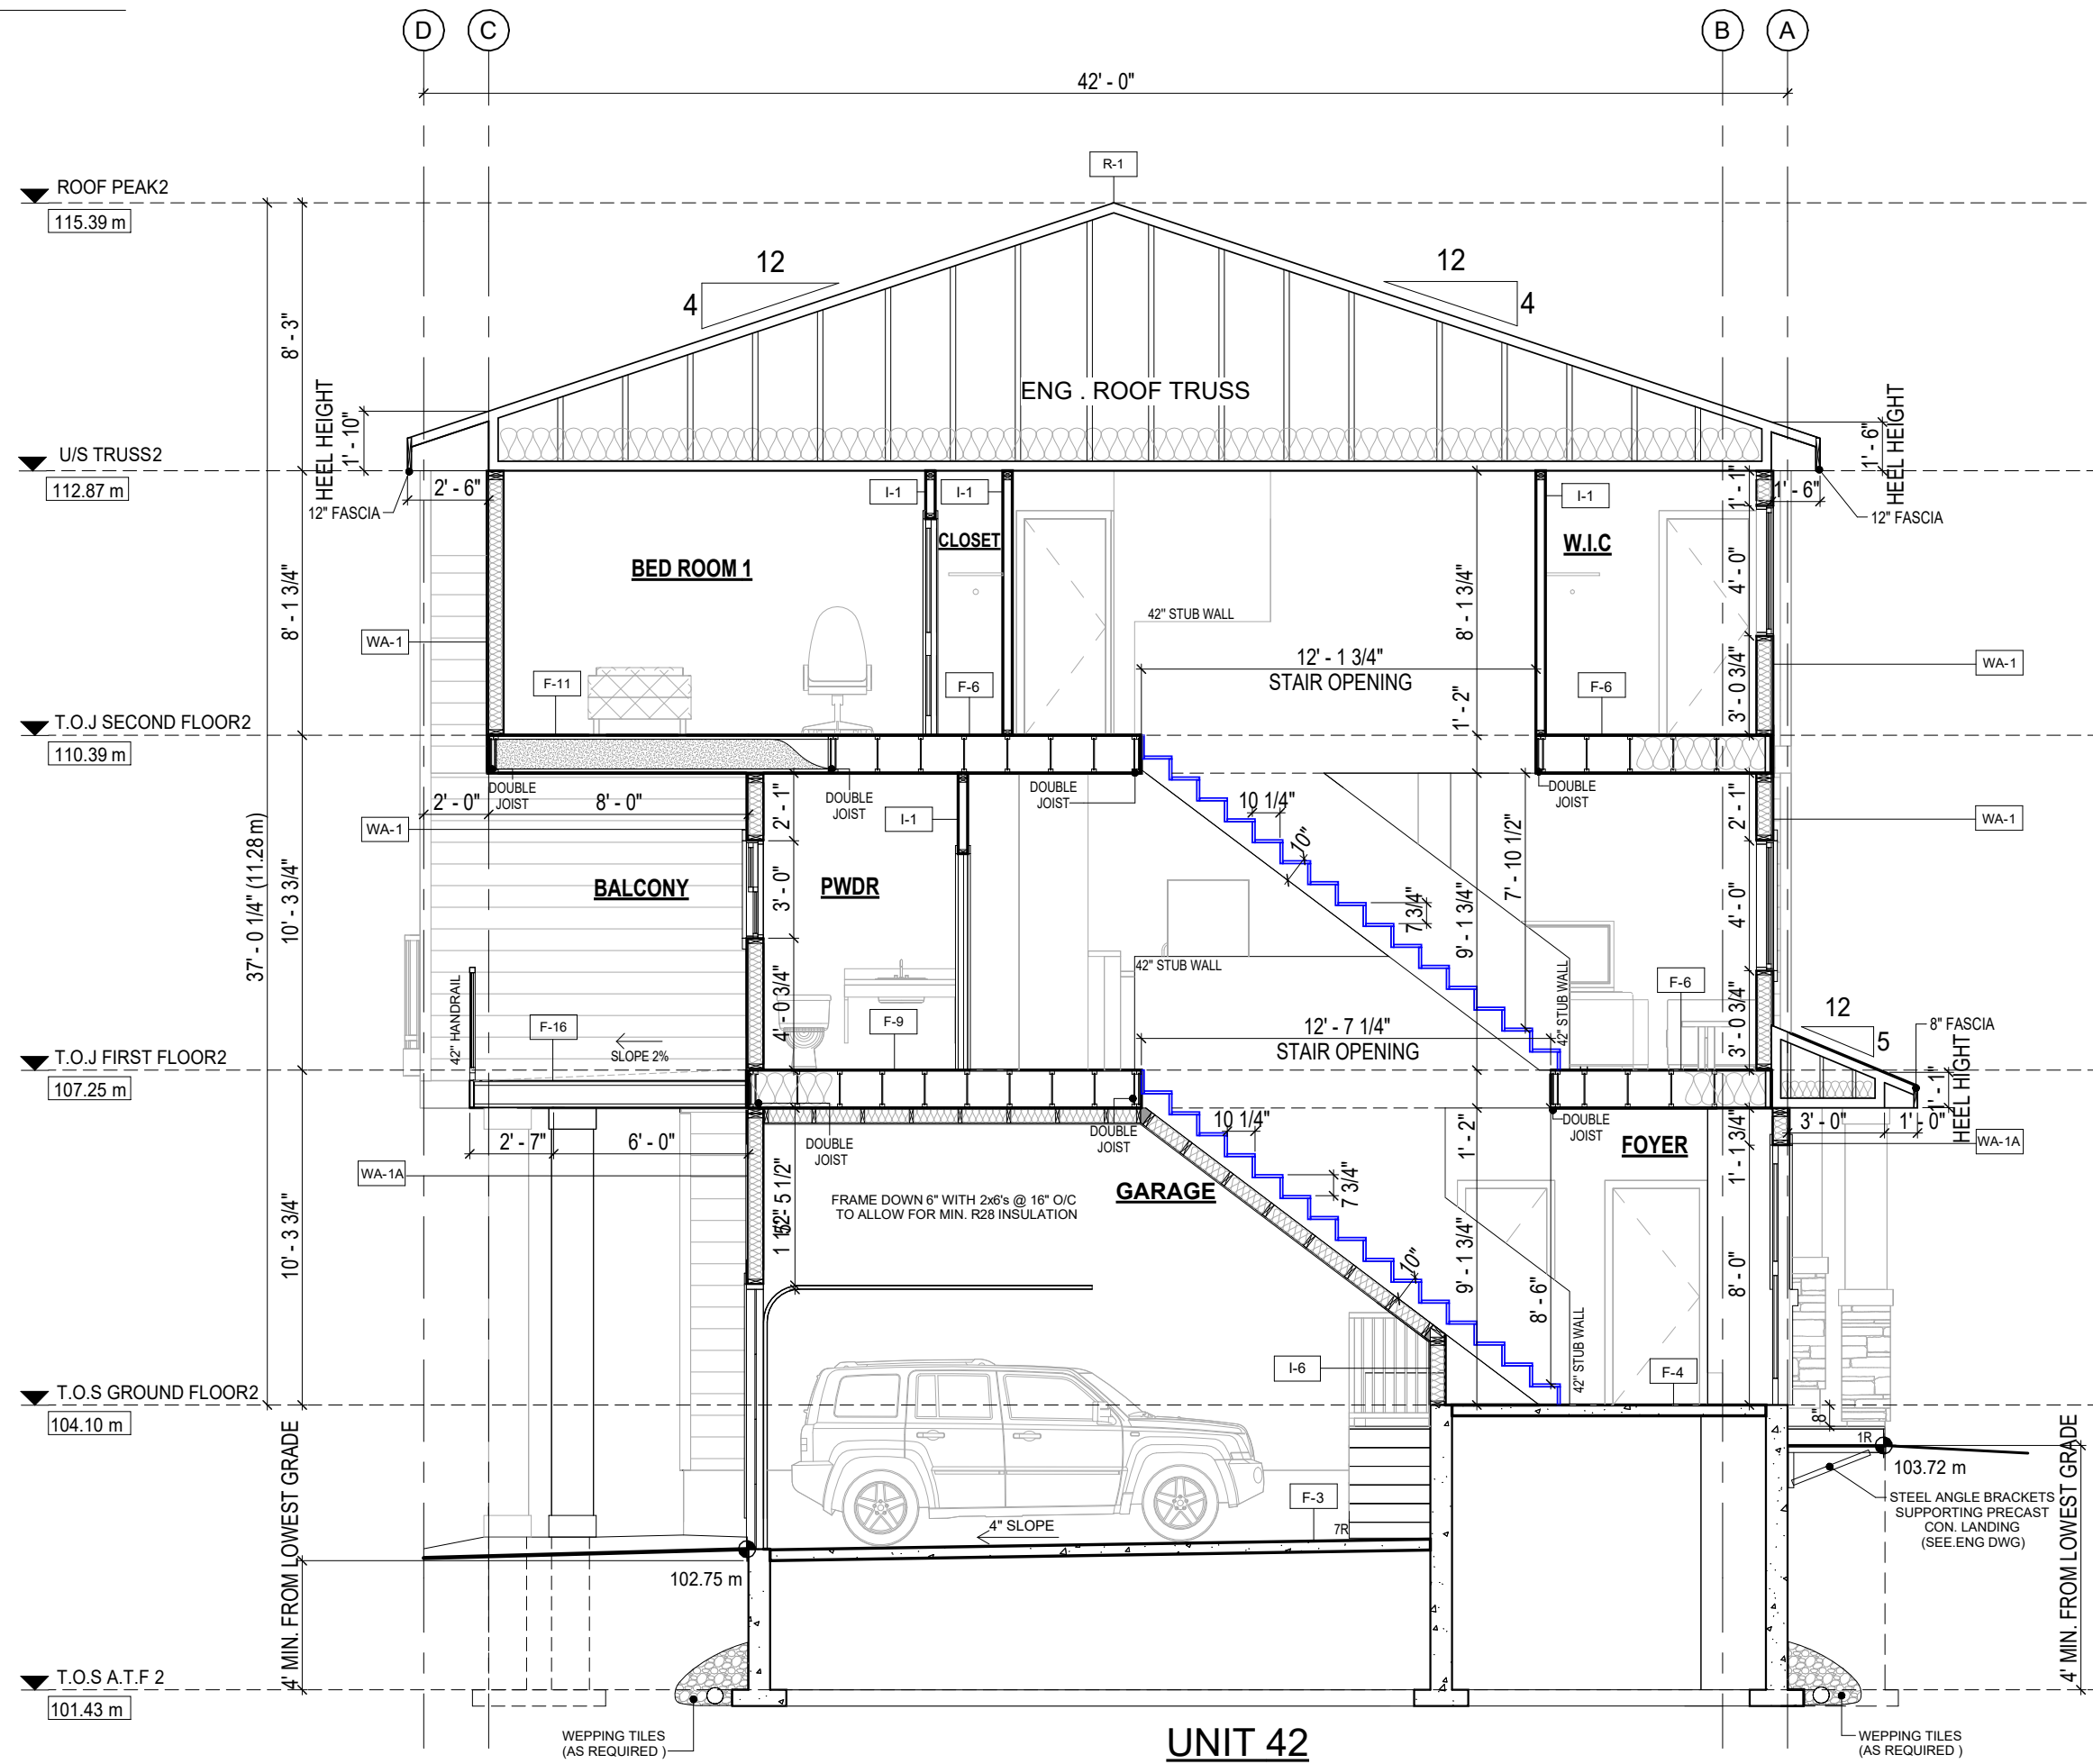 D
C
B
A
42' - 0"
R-1
ROOF PEAK2
115.39 m
12
4
12
4
8' - 3"
ENG . ROOF TRUSS
HEEL HEIGHT
1' - 10"
1' - 6"
HEEL HEIGHT
U/S TRUSS2
112.87 m
2' - 6"
12" FASCIA
I-1
I-1
I-1
1' - 1"
1' - 6"
12" FASCIA
BED ROOM 1
CLOSET
W.I.C
8' - 1 3/4"
8' - 1 3/4"
4' - 0"
42" STUB WALL
WA-1
12' - 1 3/4"
STAIR OPENING
WA-1
F-11
F-6
F-6
3' - 0 3/4"
1' - 2"
T.O.J SECOND FLOOR2
110.39 m
DOUBLE
JOIST
DOUBLE
JOIST
DOUBLE
JOIST
DOUBLE
JOIST
2' - 0"
8' - 0"
2' - 1"
I-1
10 1/4"
2' - 1"
WA-1
WA-1
10"
7' - 10 1/2"
37' - 0 1/4" (11.28 m)
10' - 3 3/4"
BALCONY
PWDR
3' - 0"
7 3/4"
9' - 1 3/4"
4' - 0"
42" STUB WALL
42" HANDRAIL
4' - 0 3/4"
F-16
F-9
F-6
SLOPE 2%
12' - 7 1/4"
STAIR OPENING
42" STUB WALL
3' - 0 3/4"
12
5
8" FASCIA
T.O.J FIRST FLOOR2
107.25 m
1' - 1"
HEEL HIGHT
DOUBLE
JOIST
DOUBLE
JOIST
DOUBLE
JOIST
3' - 0"
1' - 0"
2' - 7"
6' - 0"
10 1/4"
1' - 2"
FOYER
1' - 1 3/4"
WA-1A
WA-1A
7 3/4"
GARAGE
FRAME DOWN 6" WITH 2x6's @ 16" O/C
TO ALLOW FOR MIN. R28 INSULATION
10' - 3 3/4"
10"
9' - 1 3/4"
8' - 6"
8' - 0"
42" STUB WALL
I-6
F-4
T.O.S GROUND FLOOR2
104.10 m
8"
1R
103.72 m
F-3
4" SLOPE
7R
STEEL ANGLE BRACKETS
SUPPORTING PRECAST
CON. LANDING
(SEE.ENG DWG)
102.75 m
4' MIN. FROM LOWEST GRADE
4' MIN. FROM LOWEST GRADE
T.O.S A.T.F 2
101.43 m
WEPPING TILES
(AS REQUIRED )
UNIT 42
WEPPING TILES
(AS REQUIRED )